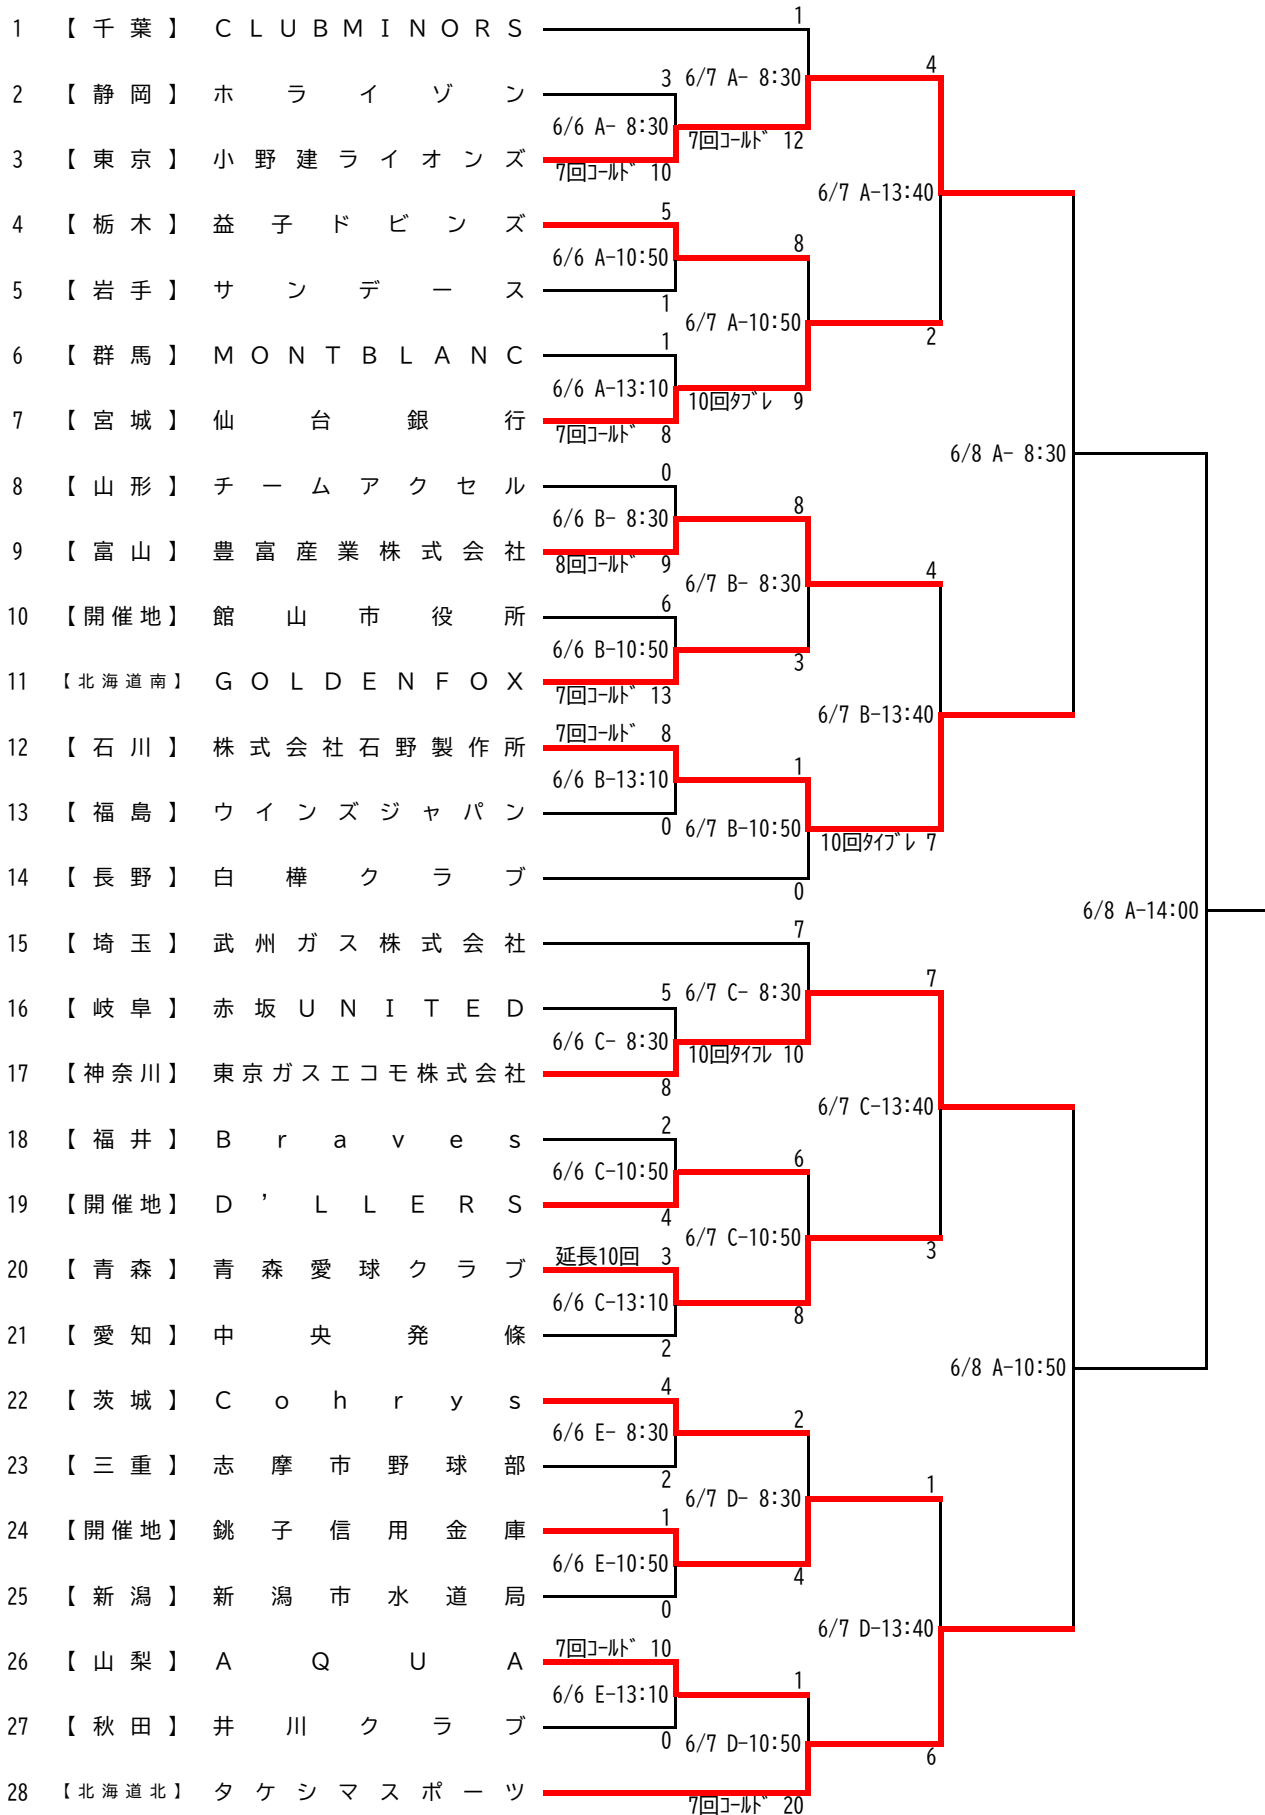 1
1 【千葉】 ＣＬＵＢＭＩＮＯＲＳ
4
3 6/7 A- 8:30
2 【静岡】 ホライゾン
6/6 A- 8:30
7回ｺｰﾙﾄﾞ 12
3 【東京】 小野建ライオンズ
7回ｺｰﾙﾄﾞ 10
6/7 A-13:40
5
4 【栃木】 益子ドビンズ
8
6/6 A-10:50
5 【岩手】 サンデース
1
6/7 A-10:50
2
1
6 【群馬】 ＭＯＮＴＢＬＡＮＣ
6/6 A-13:10
10回ﾀﾌﾞﾚ 9
7 【宮城】 仙台銀行
7回ｺｰﾙﾄﾞ 8
6/8 A- 8:30
0
8 【山形】 チームアクセル
8
6/6 B- 8:30
9 【富山】 豊富産業株式会社
8回ｺｰﾙﾄﾞ 9
4
6/7 B- 8:30
6
10 【開催地】 館山市役所
6/6 B-10:50
3
11 【北海道南】 ＧＯＬＤＥＮＦＯＸ
7回ｺｰﾙﾄﾞ 13
6/7 B-13:40
7回ｺｰﾙﾄﾞ 8
12 【石川】 株式会社石野製作所
1
6/6 B-13:10
13 【福島】 ウインズジャパン
0 6/7 B-10:50
10回ﾀｲﾌﾞﾚ 7
14 【長野】 白樺クラブ
0
6/8 A-14:00
7
15 【埼玉】 武州ガス株式会社
7
5 6/7 C- 8:30
16 【岐阜】 赤坂ＵＮＩＴＥＤ
6/6 C- 8:30
10回ﾀｲﾌﾚ 10
17 【神奈川】 東京ガスエコモ株式会社
8
6/7 C-13:40
2
18 【福井】 Ｂｒａｖｅｓ
6
6/6 C-10:50
19 【開催地】 Ｄ’ＬＬＥＲＳ
4
6/7 C-10:50
3
延長10回 3
20 【青森】 青森愛球クラブ
6/6 C-13:10
8
21 【愛知】 中央発條
2
6/8 A-10:50
4
22 【茨城】 Ｃｏｈｒｙｓ
2
6/6 E- 8:30
23 【三重】 志摩市野球部
2
1
6/7 D- 8:30
1
24 【開催地】 銚子信用金庫
6/6 E-10:50
4
25 【新潟】 新潟市水道局
0
6/7 D-13:40
7回ｺｰﾙﾄﾞ 10
26 【山梨】 ＡＱＵＡ
1
6/6 E-13:10
27 【秋田】 井川クラブ
0 6/7 D-10:50
6
28 【北海道北】 タケシマスポーツ
7回ｺｰﾙﾄﾞ 20